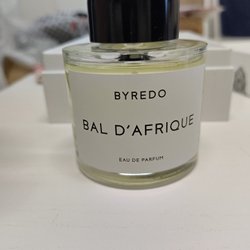 BYREDO
BAL D'AFRIQUE
EAU DE PARFUM